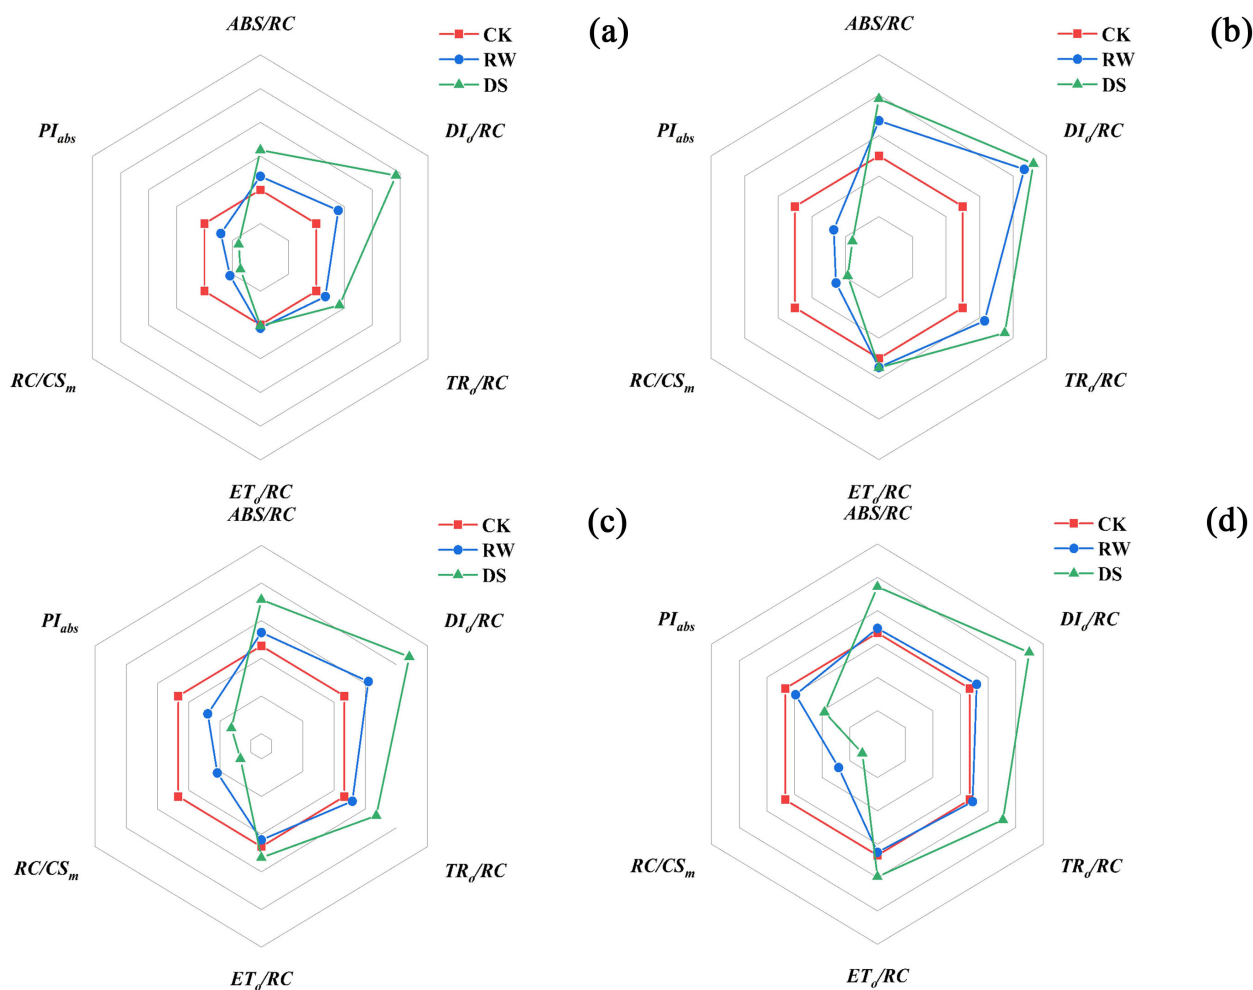 ABS/RC
CK
RW
DS
(a)
PIabs
DIo/RC
RC/CSm
TRo/RC
ETo/RC
ABS/RC
CK
RW
DS
(b)
PIabs
DIo/RC
RC/CSm
TRo/RC
ETo/RC
ABS/RC
CK
RW
DS
(c)
PIabs
DIo/RC
RC/CSm
TRo/RC
ETo/RC
ABS/RC
CK
RW
DS
(d)
PIabs
DIo/RC
RC/CSm
TRo/RC
ETo/RC